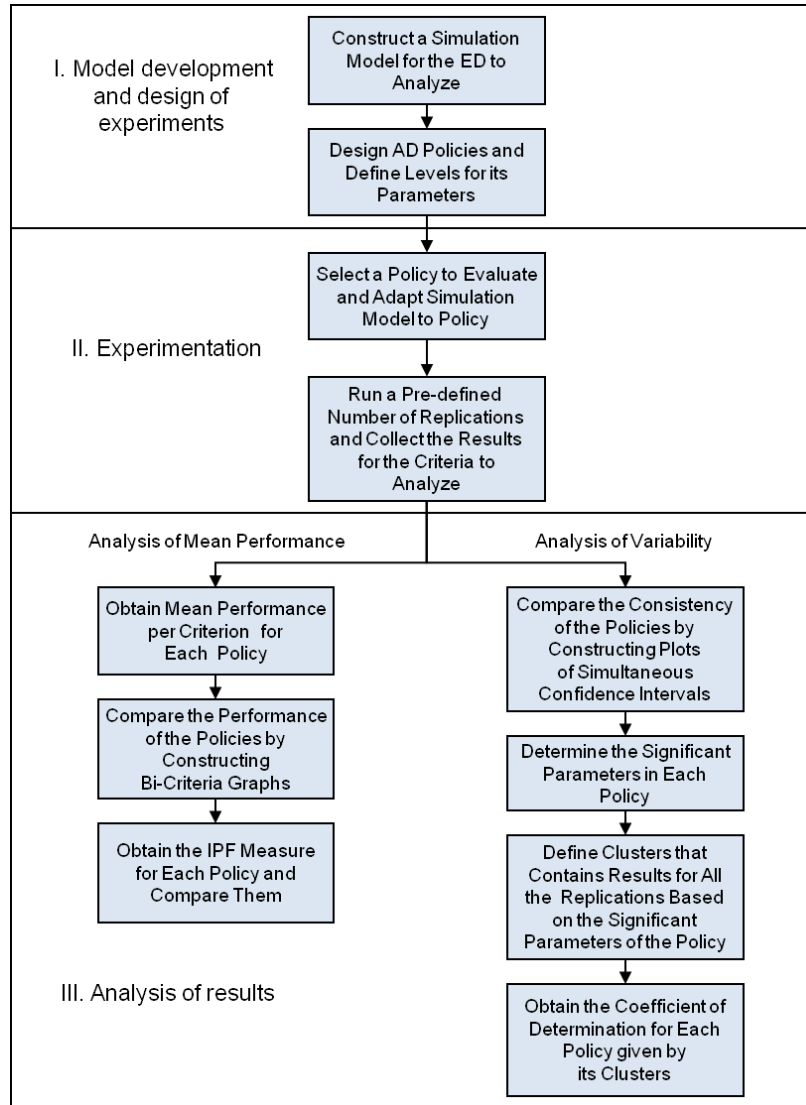 I. Model development
and design of
experiments
Construct a Simulation
Model for the ED to
Analyze
Design AD Policies and
Define Levels for its
Parameters
II. Experimentation
Select a Policy to Evaluate
and Adapt Simulation
Model to Policy
Run a Pre-defined
Number of Replications
and Collect the Results
for the Criteria to
Analyze
Analysis of Mean Performance
Obtain Mean Performance
per Criterion for
Each Policy
Compare the Performance
of the Policies by
Constructing
Bi-Criteria Graphs
Obtain the IPF Measure
for Each Policy and
Compare Them
Analysis of Variability
Compare the Consistency
of the Policies by
Constructing Plots
of Simultaneous
Confidence Intervals
Determine the Significant
Parameters in Each
Policy
Define Clusters that
Contains Results for All
the Replications Based
on the Significant
Parameters of the Policy
Obtain the Coefficient of
Determination for Each
Policy given by
its Clusters
III. Analysis of results